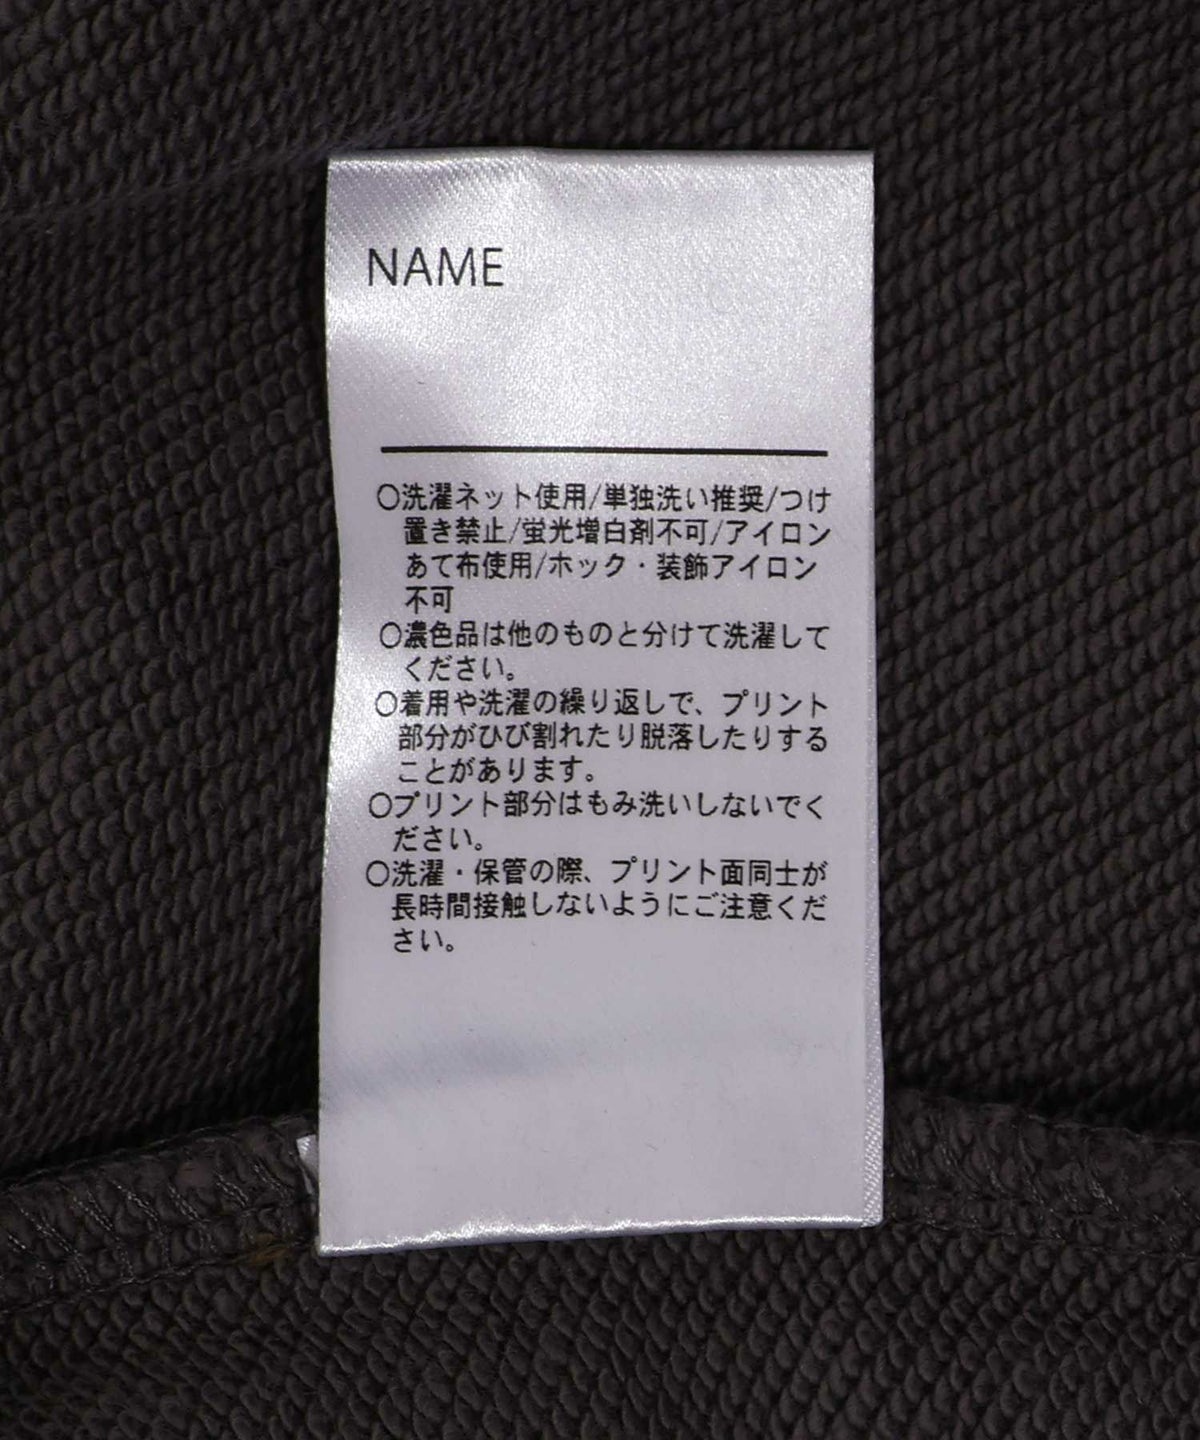 NAME
○洗濯ネット使用/単独洗い推奨/つけ
置き禁止/蛍光増白剤不可/アイロン
あて布使用/ホック・装飾アイロン
不可
○濃色品は他のものと分けて洗濯して
ください。
○着用や洗濯の繰り返しで、プリント
部分がひび割れたり脱落したりする
ことがあります。
○プリント部分はもみ洗いしないでく
ださい。
○洗濯・保管の際、プリント面同士が
長時間接触しないようにご注意くだ
さい。